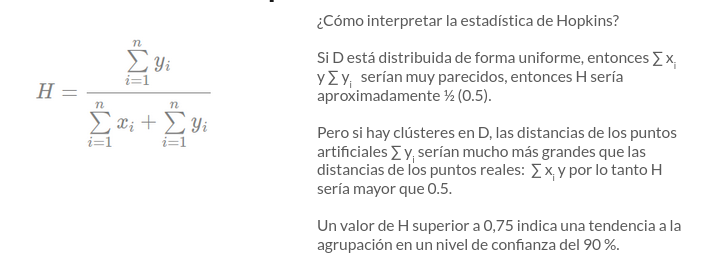 H = \frac{\sum_{i=1}^{n} y_i}{\sum_{i=1}^{n} x_i + \sum_{i=1}^{n} y_i}
¿Cómo interpretar la estadística de Hopkins?
Si D está distribuida de forma uniforme, entonces ∑ x_i
y ∑ y_i serían muy parecidos, entonces H sería
aproximadamente ½ (0.5).
Pero si hay clústeres en D, las distancias de los puntos
artificiales ∑ y_i serían mucho más grandes que las
distancias de los puntos reales: ∑ x_i y por lo tanto H
sería mayor que 0.5.
Un valor de H superior a 0,75 indica una tendencia a la
agrupación en un nivel de confianza del 90 %.